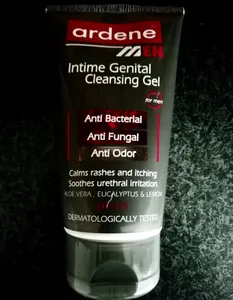 ardene
MEN
Intime Genital
Cleansing Gel
for men
Anti Bacterial
Anti Fungal
Anti Odor
Calms rashes and itching
Soothes urethral irritation
ALOE VERA, EUCALYPTUS & LEMON
DERMATOLOGICALLY TESTED